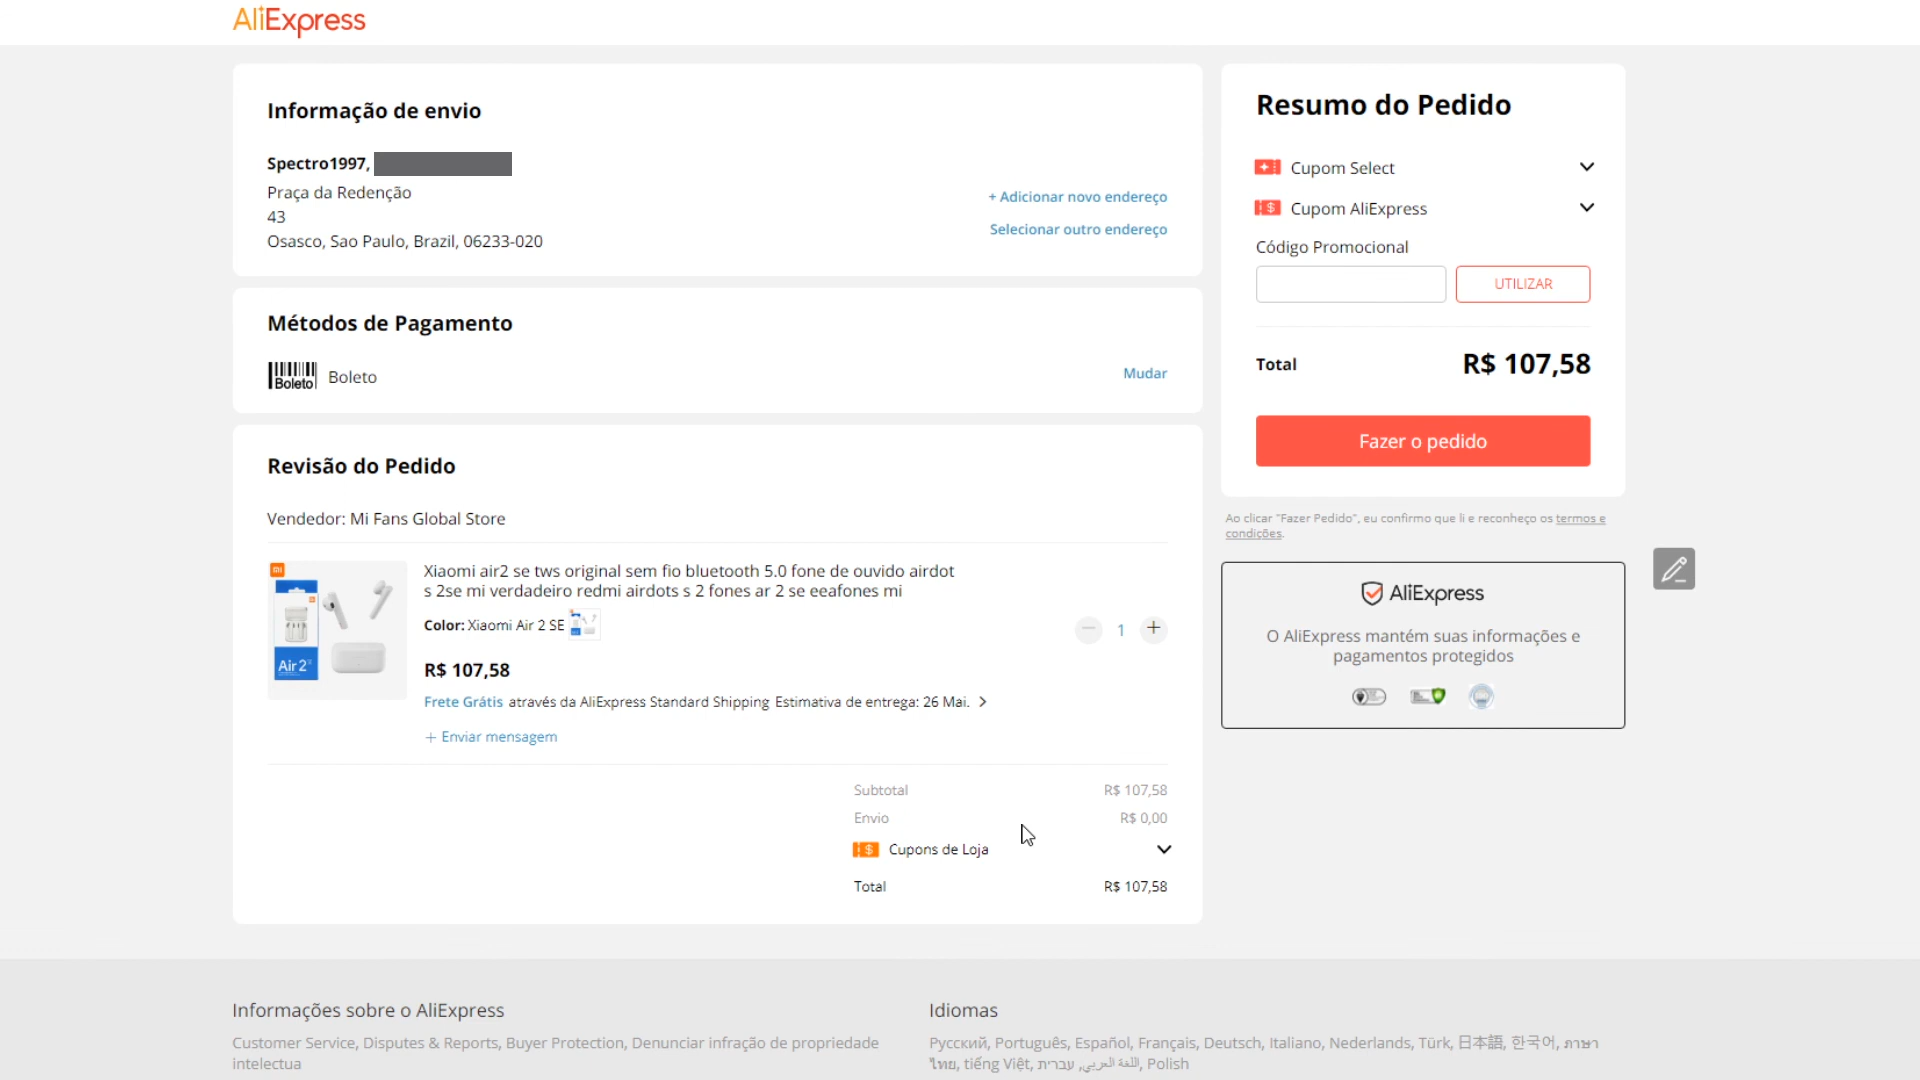 AliExpress
Informação de envio
Spectro1997,
Praça da Redenção
43
Osasco, Sao Paulo, Brazil, 06233-020
+ Adicionar novo endereço
Selecionar outro endereço
Métodos de Pagamento
Boleto Boleto
Mudar
Revisão do Pedido
Vendedor: Mi Fans Global Store
Xiaomi air2 se tws original sem fio bluetooth 5.0 fone de ouvido airdot
s 2se mi verdadeiro redmi airdots s 2 fones ar 2 se eeafones mi
Air 2
Color: Xiaomi Air 2 SE
1
R$ 107,58
Frete Grátis através da AliExpress Standard Shipping Estimativa de entrega: 26 Mai.
+ Enviar mensagem
Subtotal R$ 107,58
Envio R$ 0,00
Cupons de Loja
Total R$ 107,58
Resumo do Pedido
Cupom Select
Cupom AliExpress
Código Promocional
UTILIZAR
Total R$ 107,58
Fazer o pedido
Ao clicar "Fazer Pedido", eu confirmo que li e reconheço os termos e
condições.
AliExpress
O AliExpress mantém suas informações e
pagamentos protegidos
Informações sobre o AliExpress
Customer Service, Disputes & Reports, Buyer Protection, Denunciar infração de propriedade
intelectua
Idiomas
Русский, Português, Español, Français, Deutsch, Italiano, Nederlands, Türk, 日本語, 한국어, ภาษา
ไทย, tiếng Việt, اللغة العربي, עברית, Polish